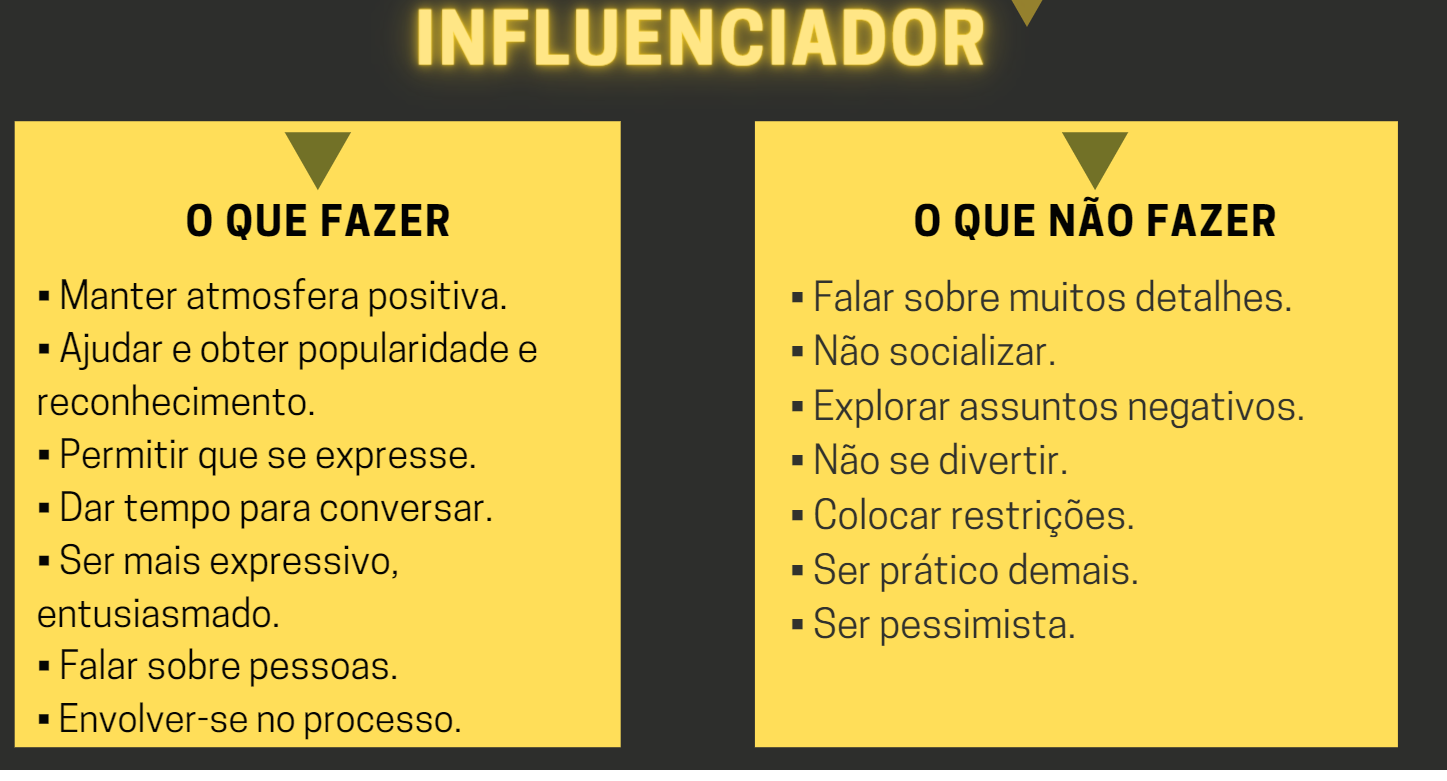 INFLUENCIADOR
O QUE FAZER
▪ Manter atmosfera positiva.
▪ Ajudar e obter popularidade e
reconhecimento.
▪ Permitir que se expresse.
▪ Dar tempo para conversar.
▪ Ser mais expressivo,
entusiasmado.
▪ Falar sobre pessoas.
▪ Envolver-se no processo.
O QUE NÃO FAZER
▪ Falar sobre muitos detalhes.
▪ Não socializar.
▪ Explorar assuntos negativos.
▪ Não se divertir.
▪ Colocar restrições.
▪ Ser prático demais.
▪ Ser pessimista.